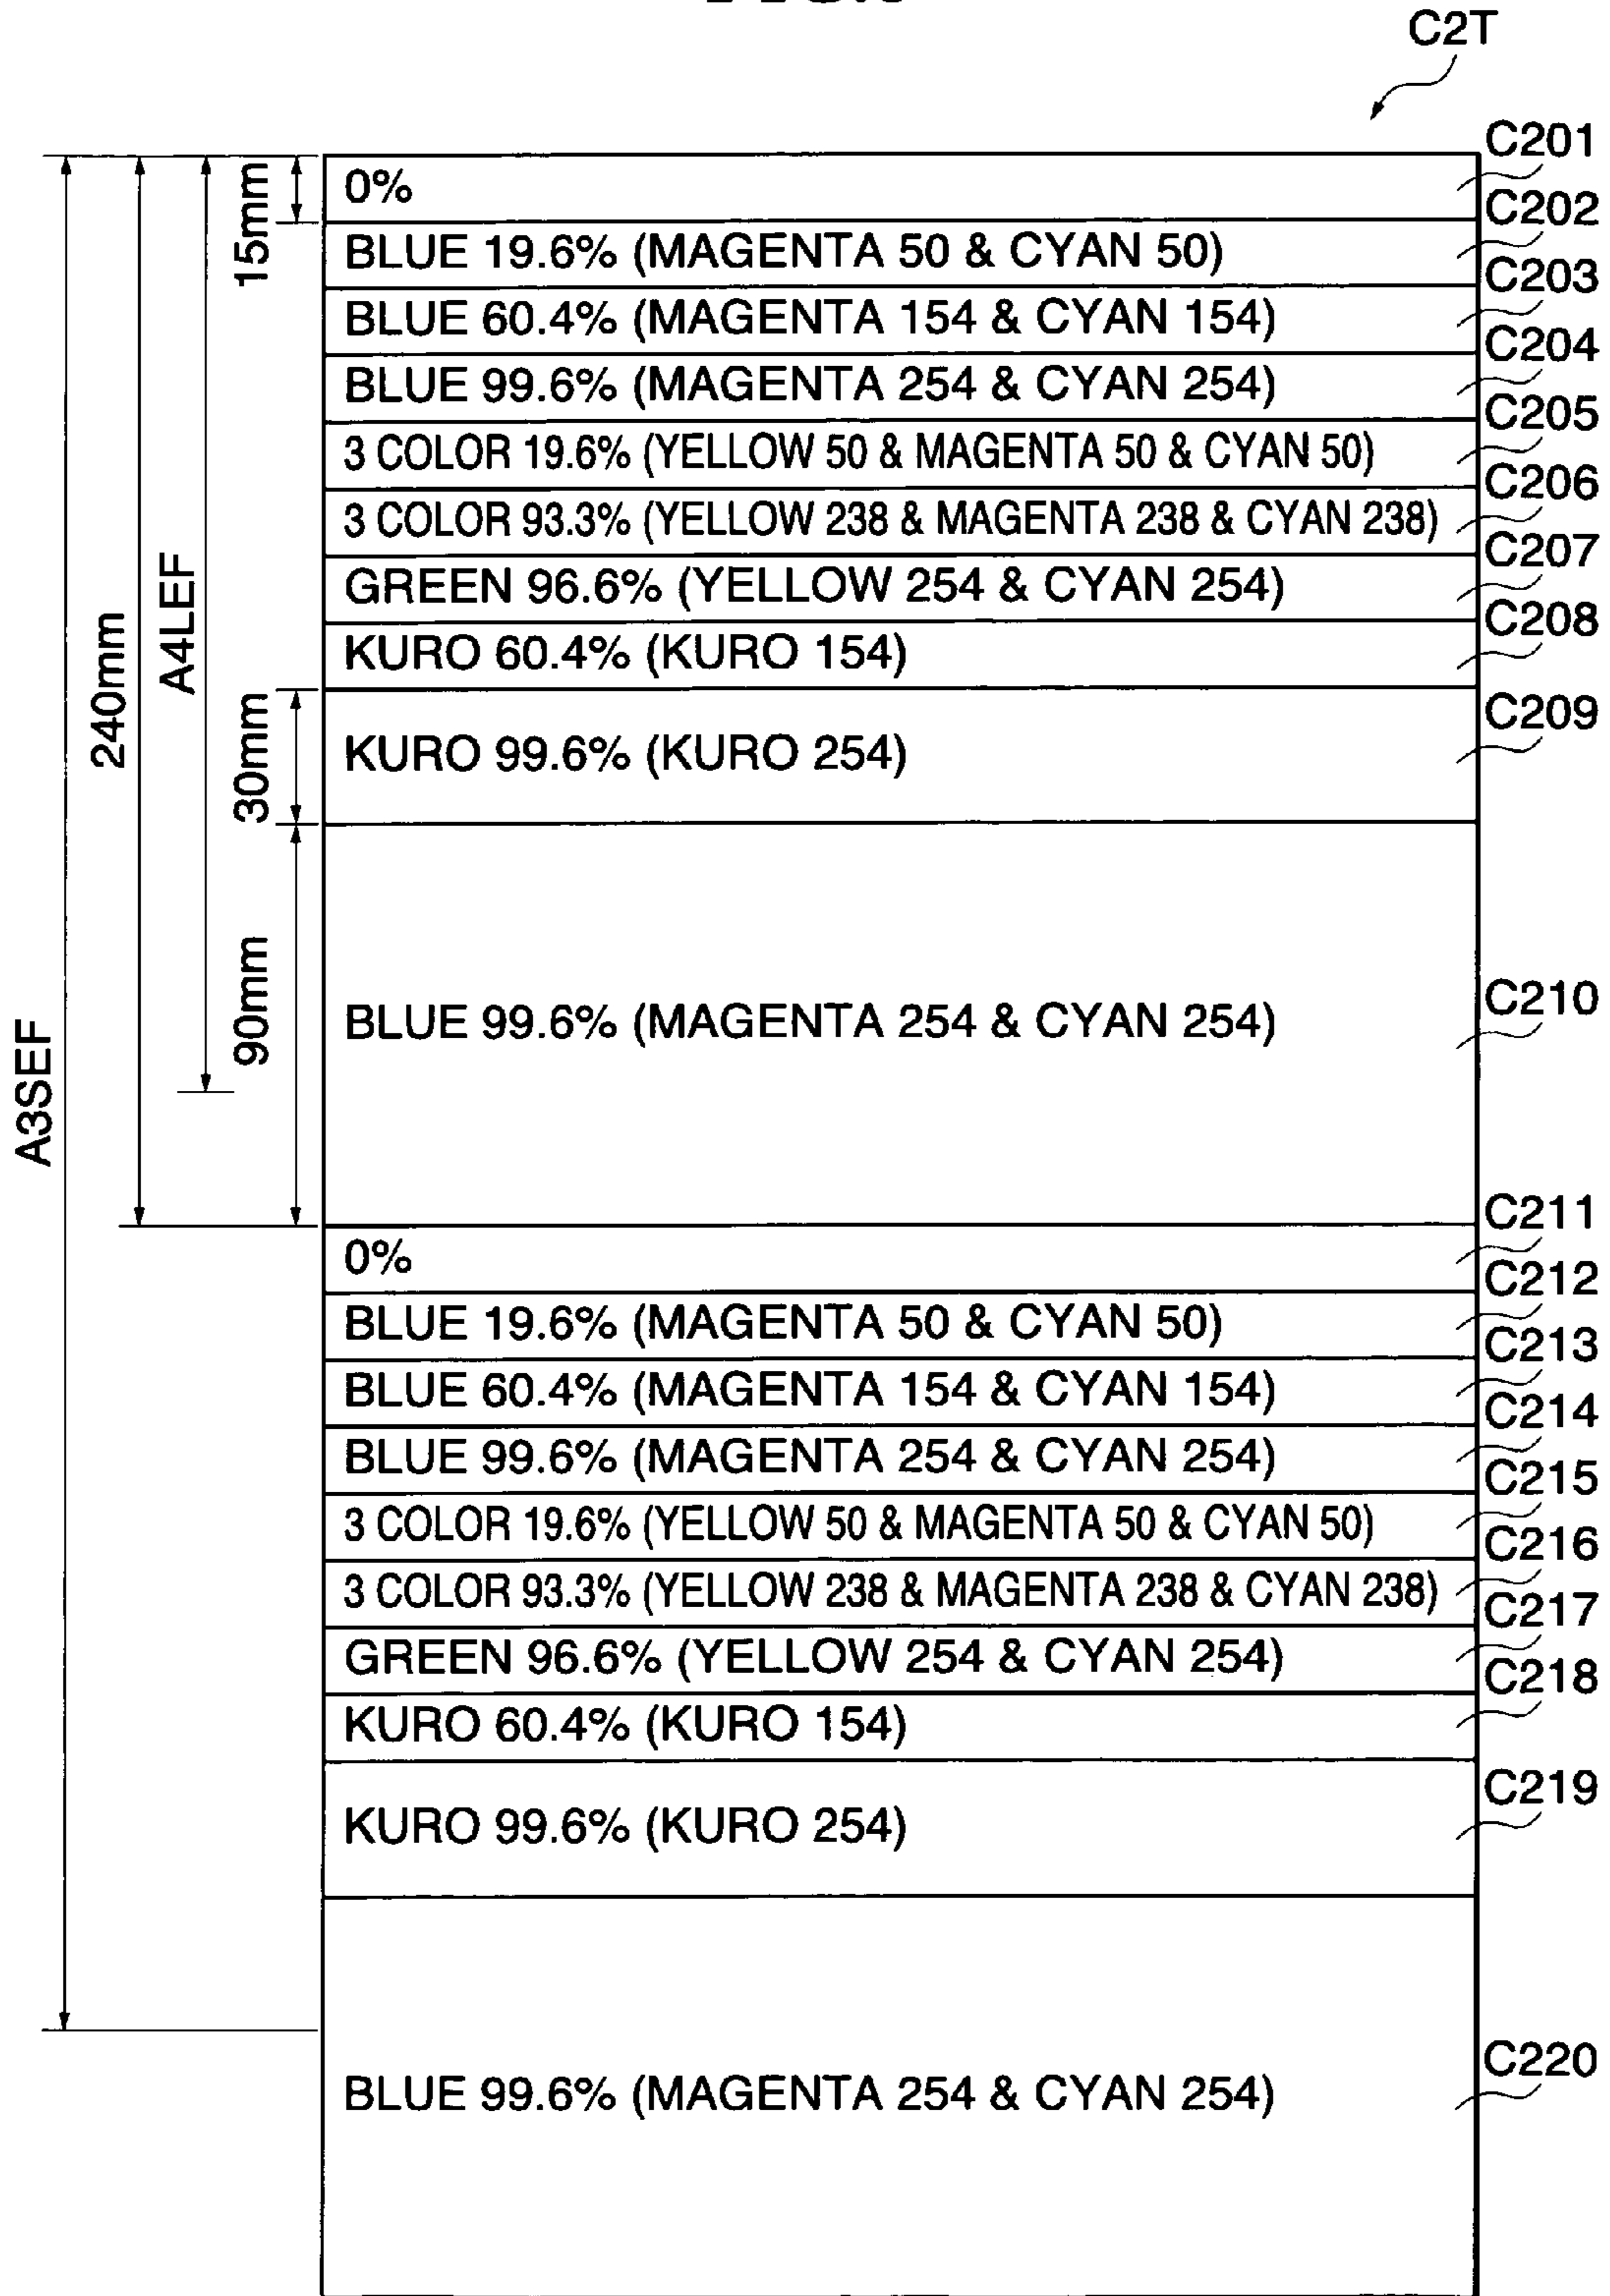 C2T
C201
0%
C202
BLUE 19.6% (MAGENTA 50 & CYAN 50)
C203
BLUE 60.4% (MAGENTA 154 & CYAN 154)
C204
BLUE 99.6% (MAGENTA 254 & CYAN 254)
C205
3 COLOR 19.6% (YELLOW 50 & MAGENTA 50 & CYAN 50)
C206
3 COLOR 93.3% (YELLOW 238 & MAGENTA 238 & CYAN 238)
C207
GREEN 96.6% (YELLOW 254 & CYAN 254)
C208
KURO 60.4% (KURO 154)
C209
KURO 99.6% (KURO 254)
C210
BLUE 99.6% (MAGENTA 254 & CYAN 254)
C211
0%
C212
BLUE 19.6% (MAGENTA 50 & CYAN 50)
C213
BLUE 60.4% (MAGENTA 154 & CYAN 154)
C214
BLUE 99.6% (MAGENTA 254 & CYAN 254)
C215
3 COLOR 19.6% (YELLOW 50 & MAGENTA 50 & CYAN 50)
C216
3 COLOR 93.3% (YELLOW 238 & MAGENTA 238 & CYAN 238)
C217
GREEN 96.6% (YELLOW 254 & CYAN 254)
C218
KURO 60.4% (KURO 154)
C219
KURO 99.6% (KURO 254)
C220
BLUE 99.6% (MAGENTA 254 & CYAN 254)
15mm
A4LEF
240mm
30mm
90mm
A3SEF